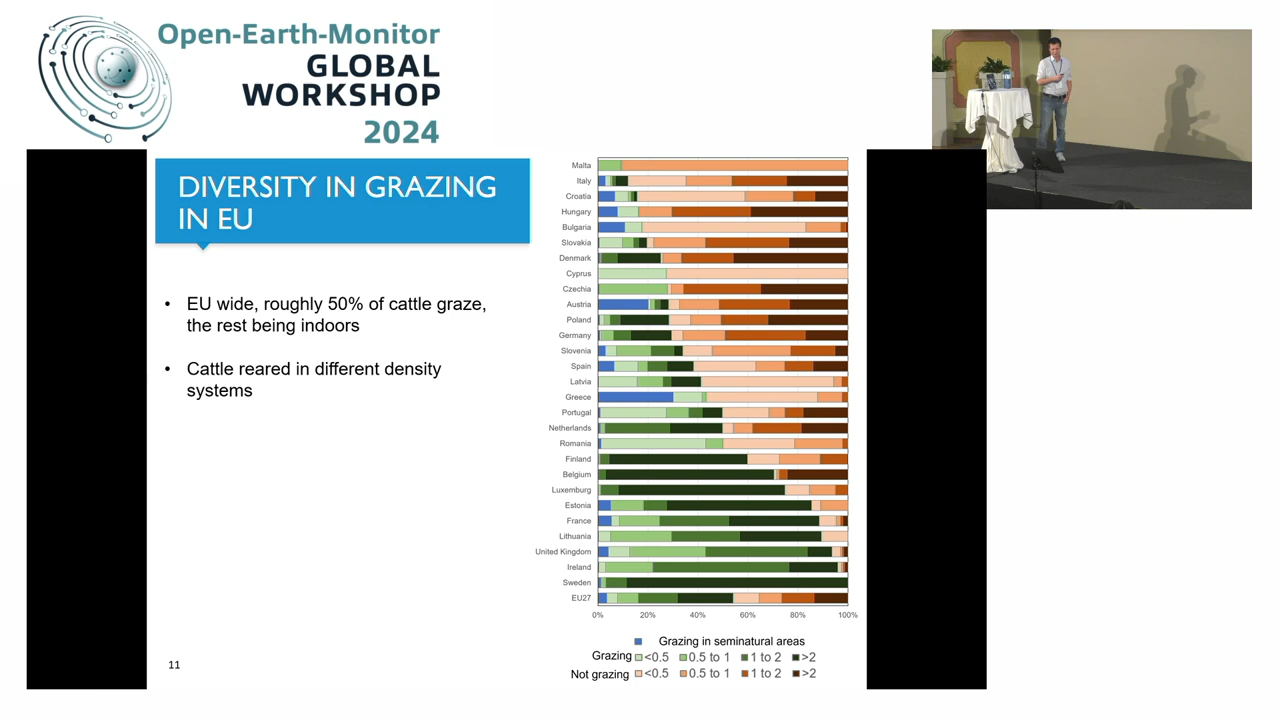 Open-Earth-Monitor
GLOBAL
WORKSHOP
2024
DIVERSITY IN GRAZING
IN EU
• EU wide, roughly 50% of cattle graze,
the rest being indoors
• Cattle reared in different density
systems
11
Malta
Italy
Croatia
Hungary
Bulgaria
Slovakia
Denmark
Cyprus
Czechia
Austria
Poland
Germany
Slovenia
Spain
Latvia
Greece
Portugal
Netherlands
Romania
Finland
Belgium
Luxemburg
Estonia
France
Lithuania
United Kingdom
Ireland
Sweden
EU27
0% 20% 40% 60% 80% 100%
Grazing in seminatural areas
Grazing <0.5 0.5 to 1 1 to 2 >2
Not grazing <0.5 0.5 to 1 1 to 2 >2